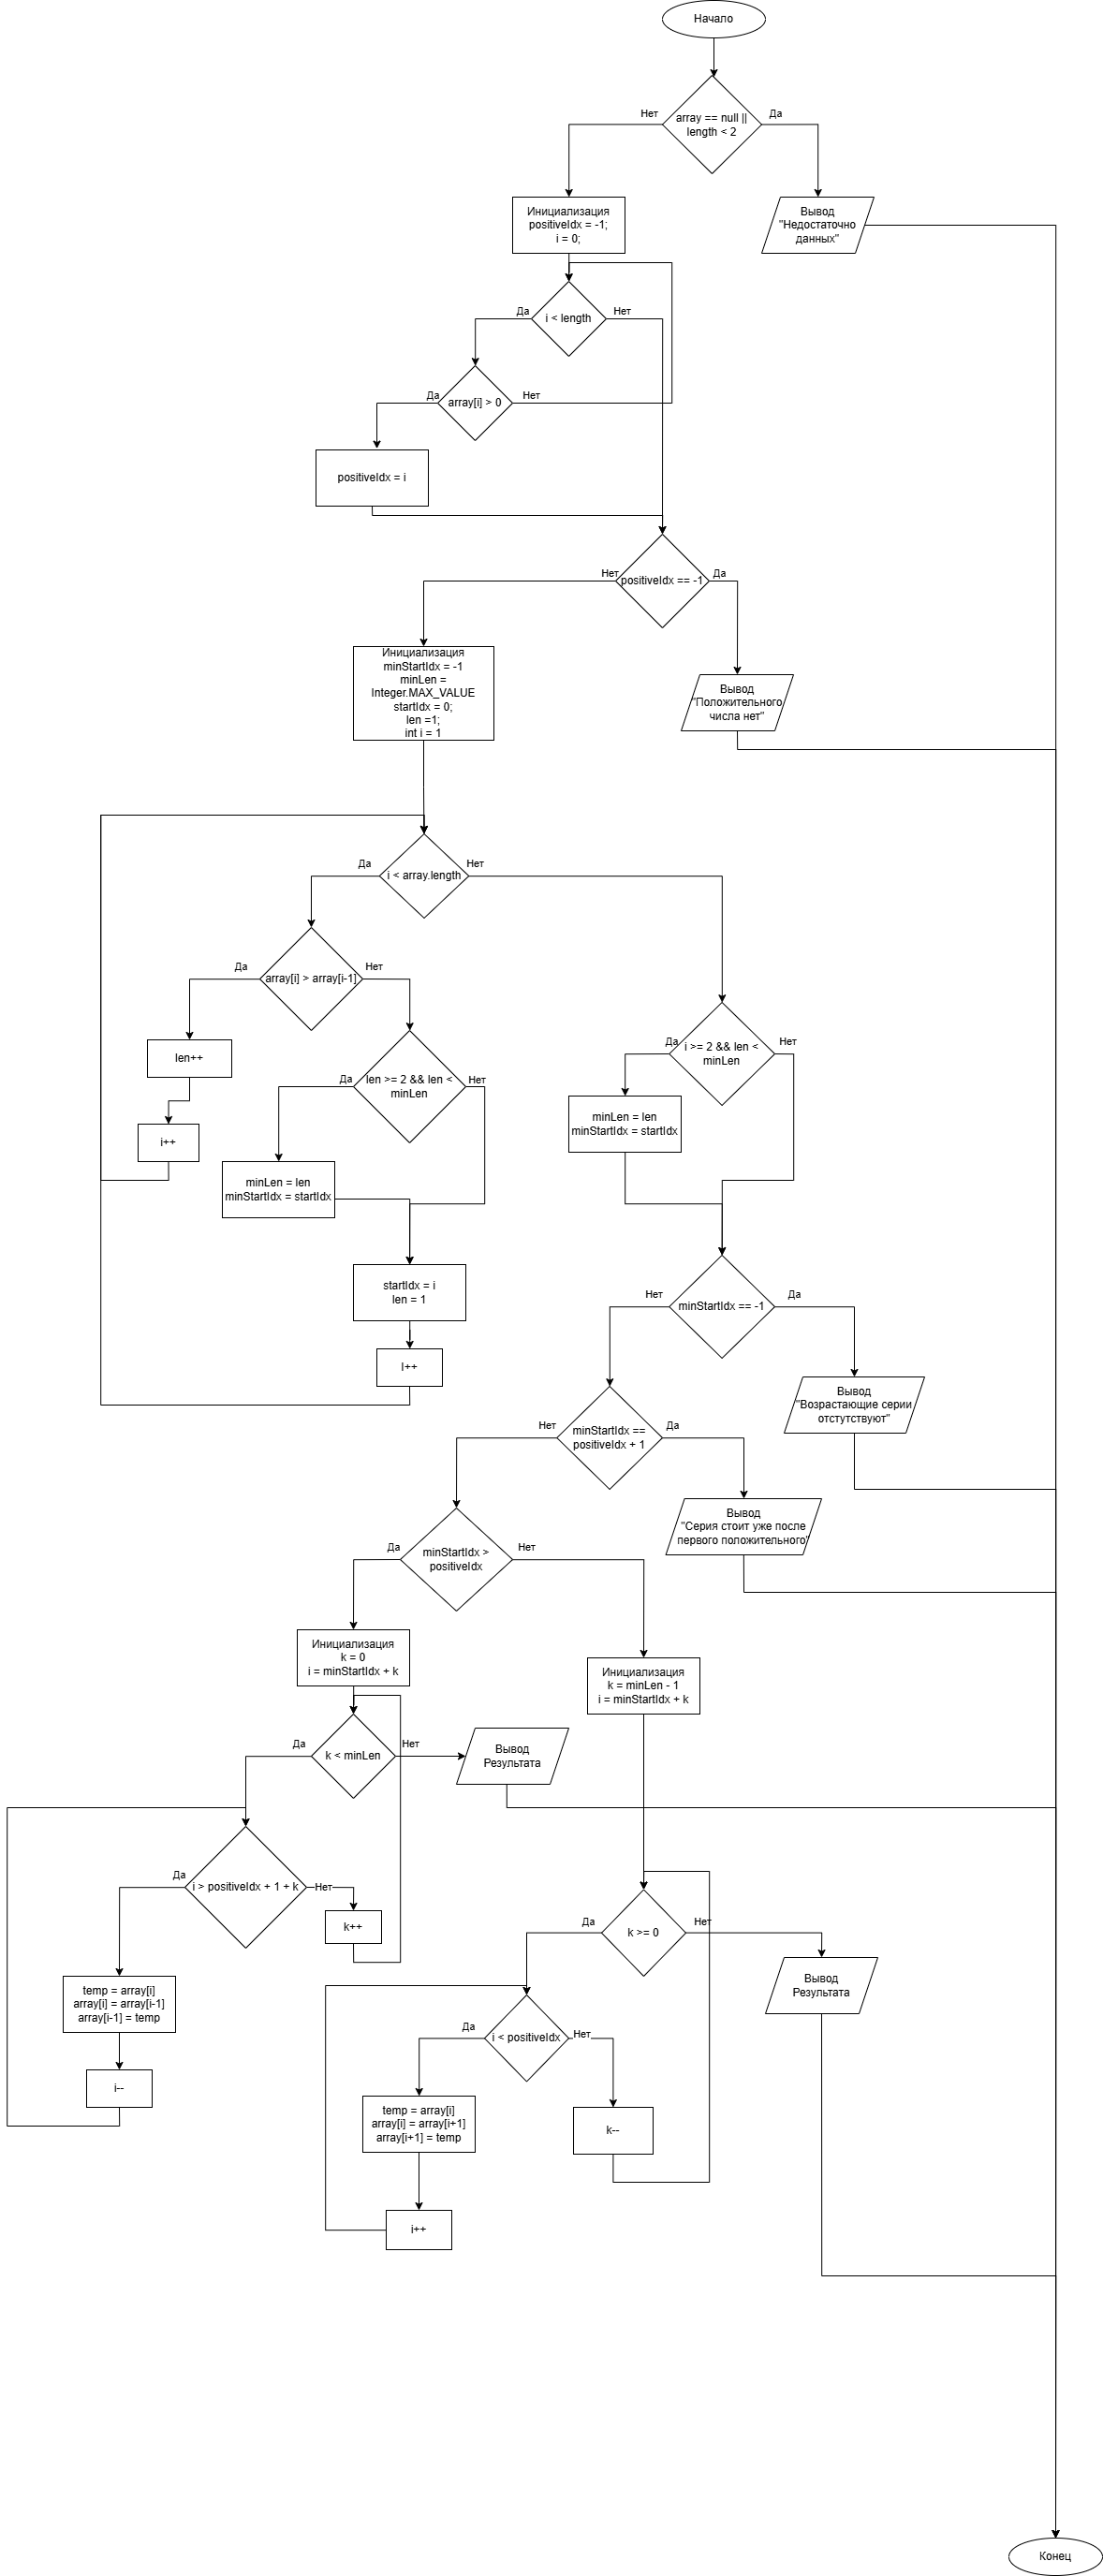 Начало
array == null ||
length < 2
Нет
Да
Инициализация
positiveIdx = -1;
i = 0;
Вывод
"Недостаточно
данных"
i < length
Да
Нет
array[i] > 0
Да
Нет
positiveIdx = i
positiveIdx == -1
Нет
Да
Инициализация
minStartIdx = -1
minLen =
Integer.MAX_VALUE
startIdx = 0;
len =1;
int i = 1
Вывод
"Положительного
числа нет"
i < array.length
Да
Нет
array[i] > array[i-1]
Да
Нет
len++
i++
len >= 2 && len <
minLen
Да
Нет
minLen = len
minStartIdx = startIdx
startIdx = i
len = 1
I++
i >= 2 && len <
minLen
Да
Нет
minLen = len
minStartIdx = startIdx
minStartIdx == -1
Нет
Да
Вывод
"Возрастающие серии
отстутствуют"
minStartIdx ==
positiveIdx + 1
Нет
Да
Вывод
"Серия стоит уже после
первого положительного"
minStartIdx >
positiveIdx
Да
Нет
Инициализация
k = 0
i = minStartIdx + k
Инициализация
k = minLen - 1
i = minStartIdx + k
k < minLen
Да
Нет
Вывод
Результата
i > positiveIdx + 1 + k
Да
Нет
k++
temp = array[i]
array[i] = array[i-1]
array[i-1] = temp
i--
k >= 0
Да
Нет
Вывод
Результата
i < positiveIdx
Да
Нет
temp = array[i]
array[i] = array[i+1]
array[i+1] = temp
k--
i++
Конец